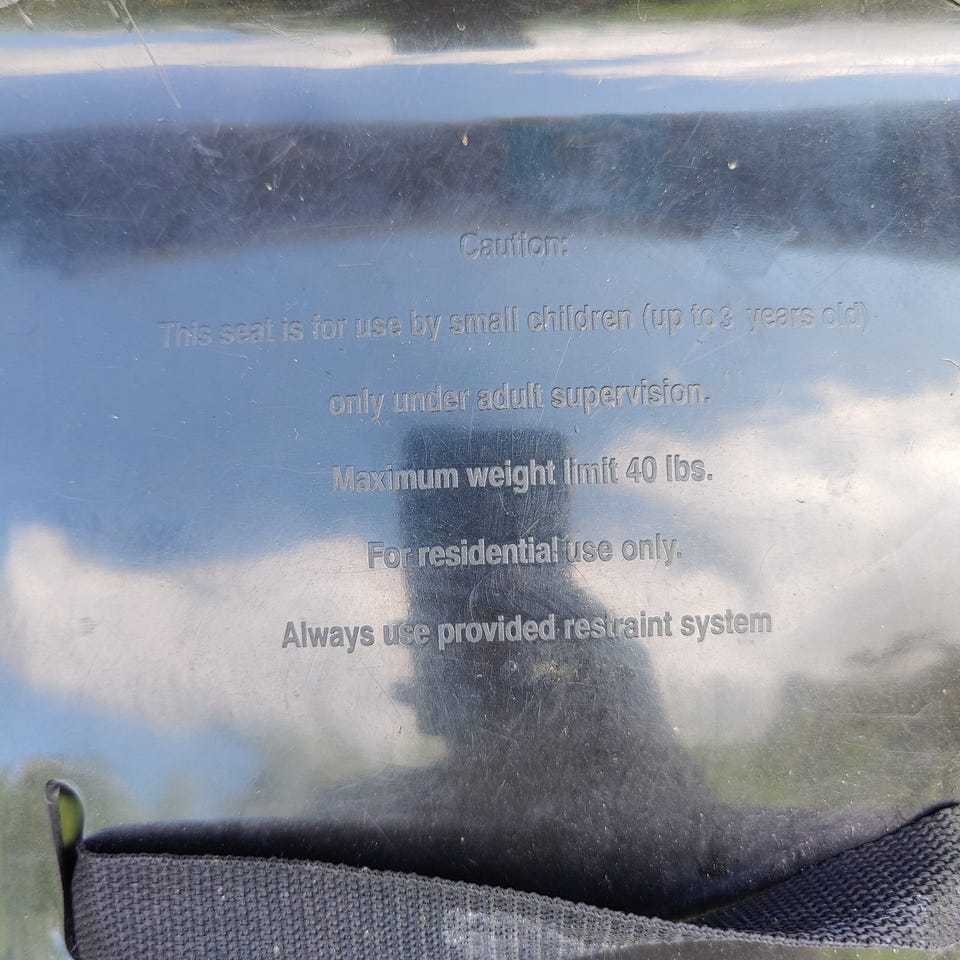 Caution:
This seat is for use by small children (up to 3 years old)
only under adult supervision.
Maximum weight limit 40 lbs.
For residential use only.
Always use provided restraint system